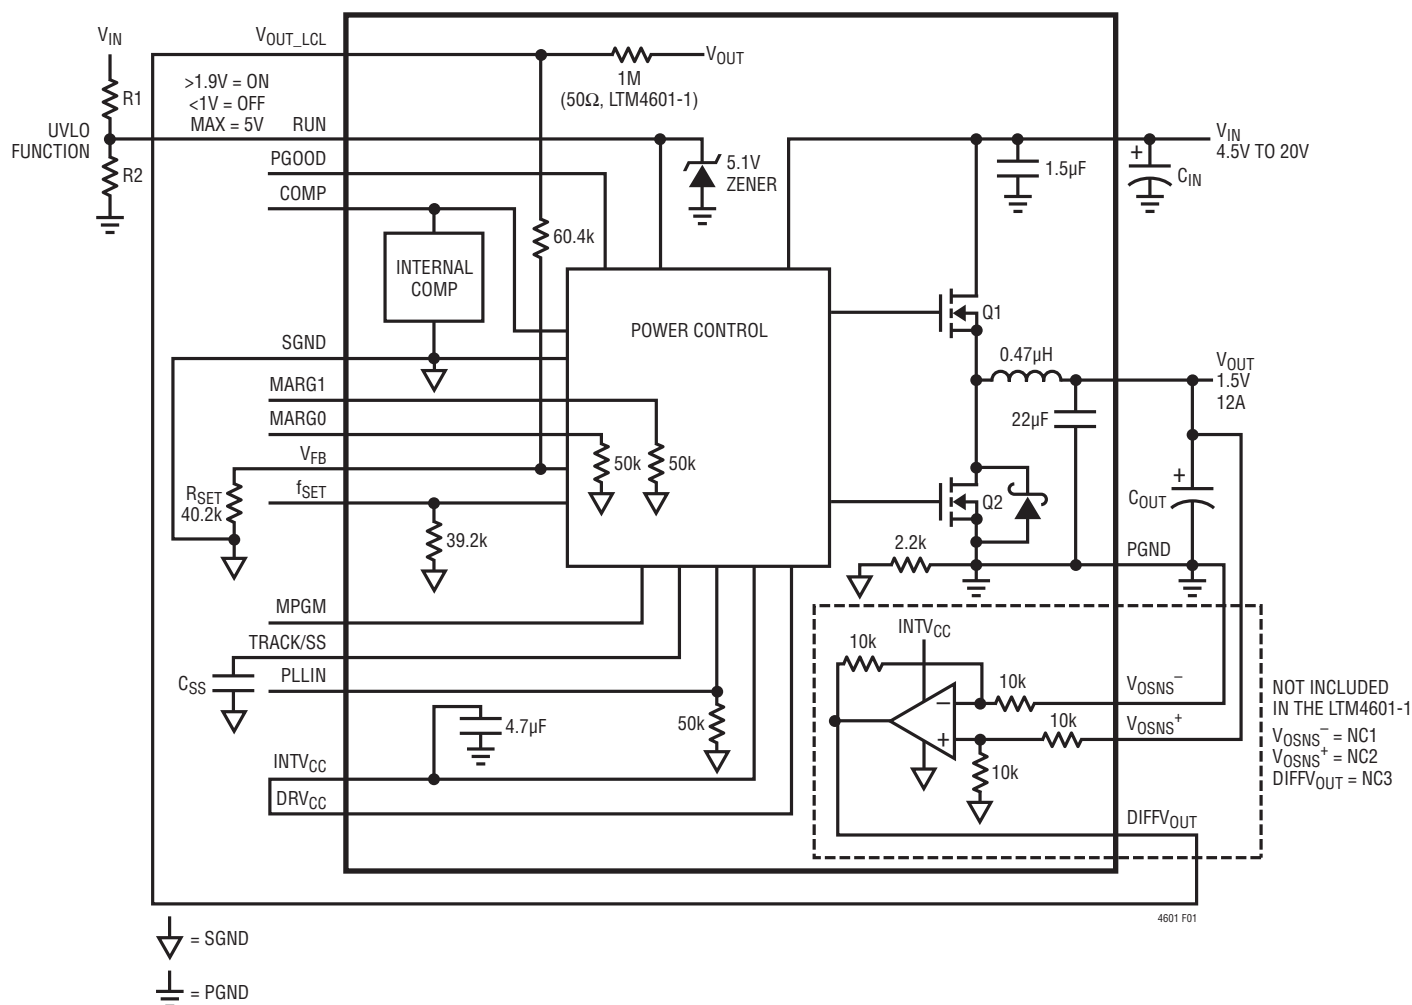 VIN
R1
UVLO
FUNCTION
R2
VOUT_LCL
>1.9V = ON
<1V = OFF
MAX = 5V
RUN
PGOOD
COMP
1M
(50Ω, LTM4601-1)
VOUT
5.1V
ZENER
60.4k
INTERNAL
COMP
POWER CONTROL
1.5µF
VIN
4.5V TO 20V
+
CIN
Q1
0.47µH
VOUT
1.5V
12A
22µF
Q2
+
COUT
2.2k
PGND
SGND
MARG1
MARG0
VFB
fSET
50k
50k
RSET
40.2k
39.2k
MPGM
TRACK/SS
PLLIN
CSS
4.7µF
50k
INTVCC
DRVCC
INTVCC
10k
10k
10k
10k
−
+
VOSNS−
VOSNS+
DIFFVOUT
NOT INCLUDED
IN THE LTM4601-1
VOSNS− = NC1
VOSNS+ = NC2
DIFFVOUT = NC3
4601 F01
= SGND
= PGND